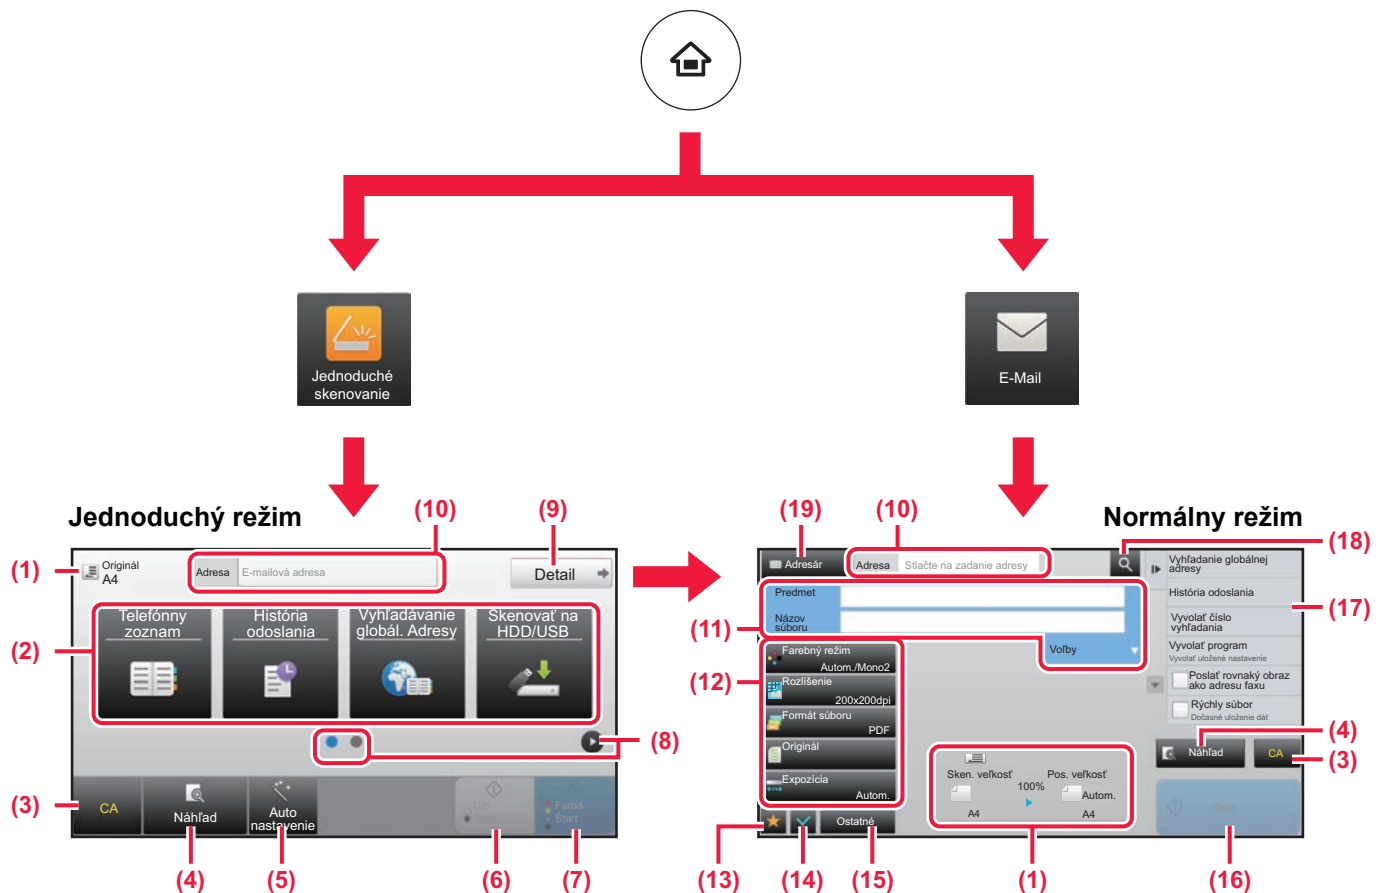 Jednoduché
skenovanie
E-Mail
Jednoduchý režim
(10)
(9)
(1)
Originál
A4
Adresa
E-mailová adresa
Detail
(2)
Telefónny
zoznam
História
odoslania
Vyhľadávanie
globál. Adresy
Skenovať na
HDD/USB
(8)
(3)
CA
Náhľad
Auto
nastavenie
Štart
Farba
Štart
(4)
(5)
(6)
(7)
Normálny režim
(19)
(10)
(18)
Adresár
Adresa
Stlačte na zadanie adresy
Vyhľadanie globálnej
adresy
História odoslania
(17)
Vyvolať číslo
vyhľadania
Vyvolať program
Vyvolať uložené nastavenie
Poslať rovnaký obraz
ako adresu faxu
Rýchly súbor
Dočasné uloženie dát
(11)
Predmet
Názov
súboru
Voľby
(12)
Farebný režim
Autom./Mono2
Rozlíšenie
200x200dpi
Formát súboru
PDF
Originál
Expozícia
Autom.
Sken. veľkosť
100%
Pos. veľkosť
Autom.
A4
A4
(4)
Náhľad
CA
(3)
Štart
Ostatné
(13)
(14)
(15)
(1)
(16)